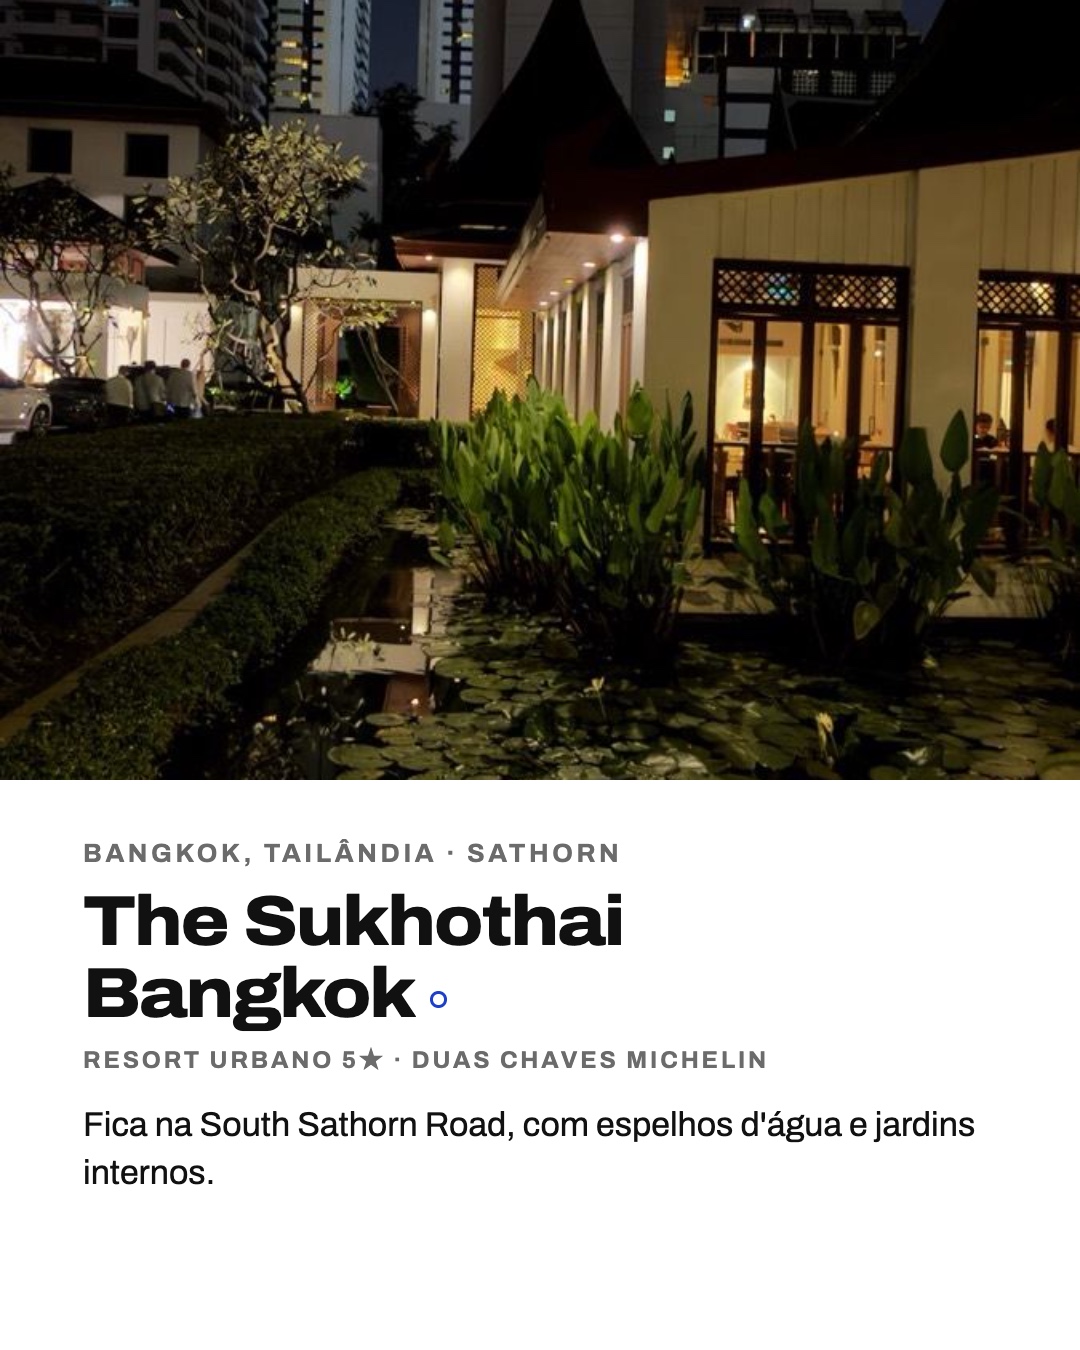 BANGKOK, TAILÂNDIA · SATHORN
The Sukhothai
Bangkok
RESORT URBANO 5★ · DUAS CHAVES MICHELIN
Fica na South Sathorn Road, com espelhos d'água e jardins
internos.